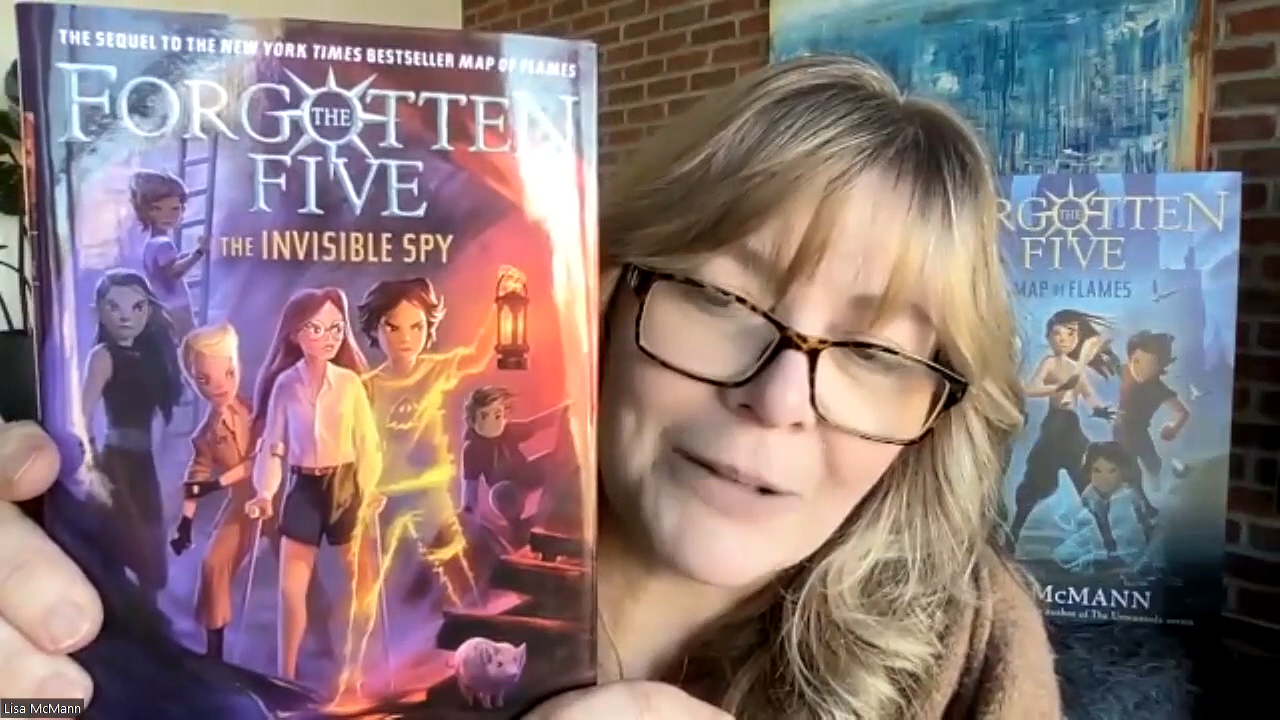 THE SEQUEL TO THE NEW YORK TIMES BESTSELLER MAP OF FLAMES
THE
FORGOTTEN
FIVE
THE INVISIBLE SPY
RGOTTEN
THE
FIVE
MAP OF FLAMES
McMANN
author of The Unwanteds series
Lisa McMann